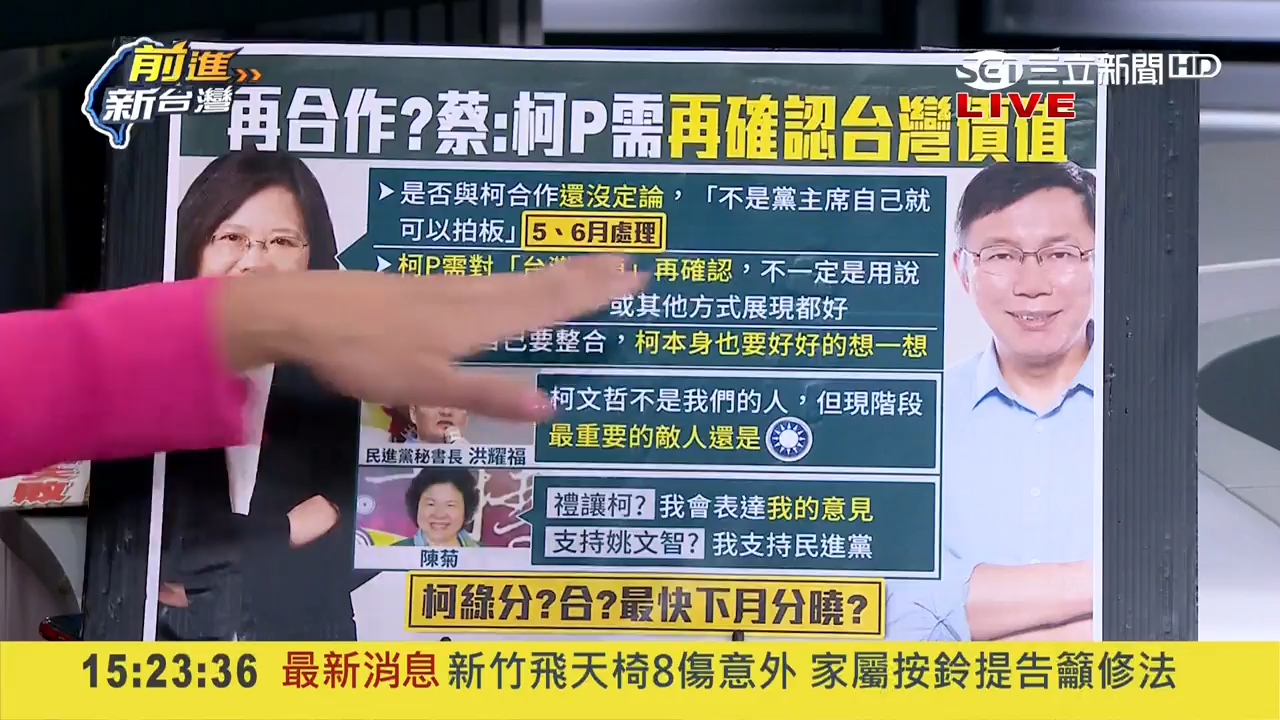 前進
新台灣
SET三立新聞HD
LIVE
再合作?蔡:柯P需再確認台灣價值
是否與柯合作還沒定論，「不是黨主席自己就
可以拍板」5、6月處理
柯P需對「台灣 」再確認，不一定是用說
或其他方式展現都好
自己要整合，柯本身也要好好的想一想
柯文哲不是我們的人，但現階段
最重要的敵人還是
民進黨秘書長 洪耀福
禮讓柯? 我會表達我的意見
支持姚文智? 我支持民進黨
陳菊
柯綠分?合?最快下月分曉?
15:23:36 最新消息 新竹飛天椅8傷意外 家屬按鈴提告籲修法